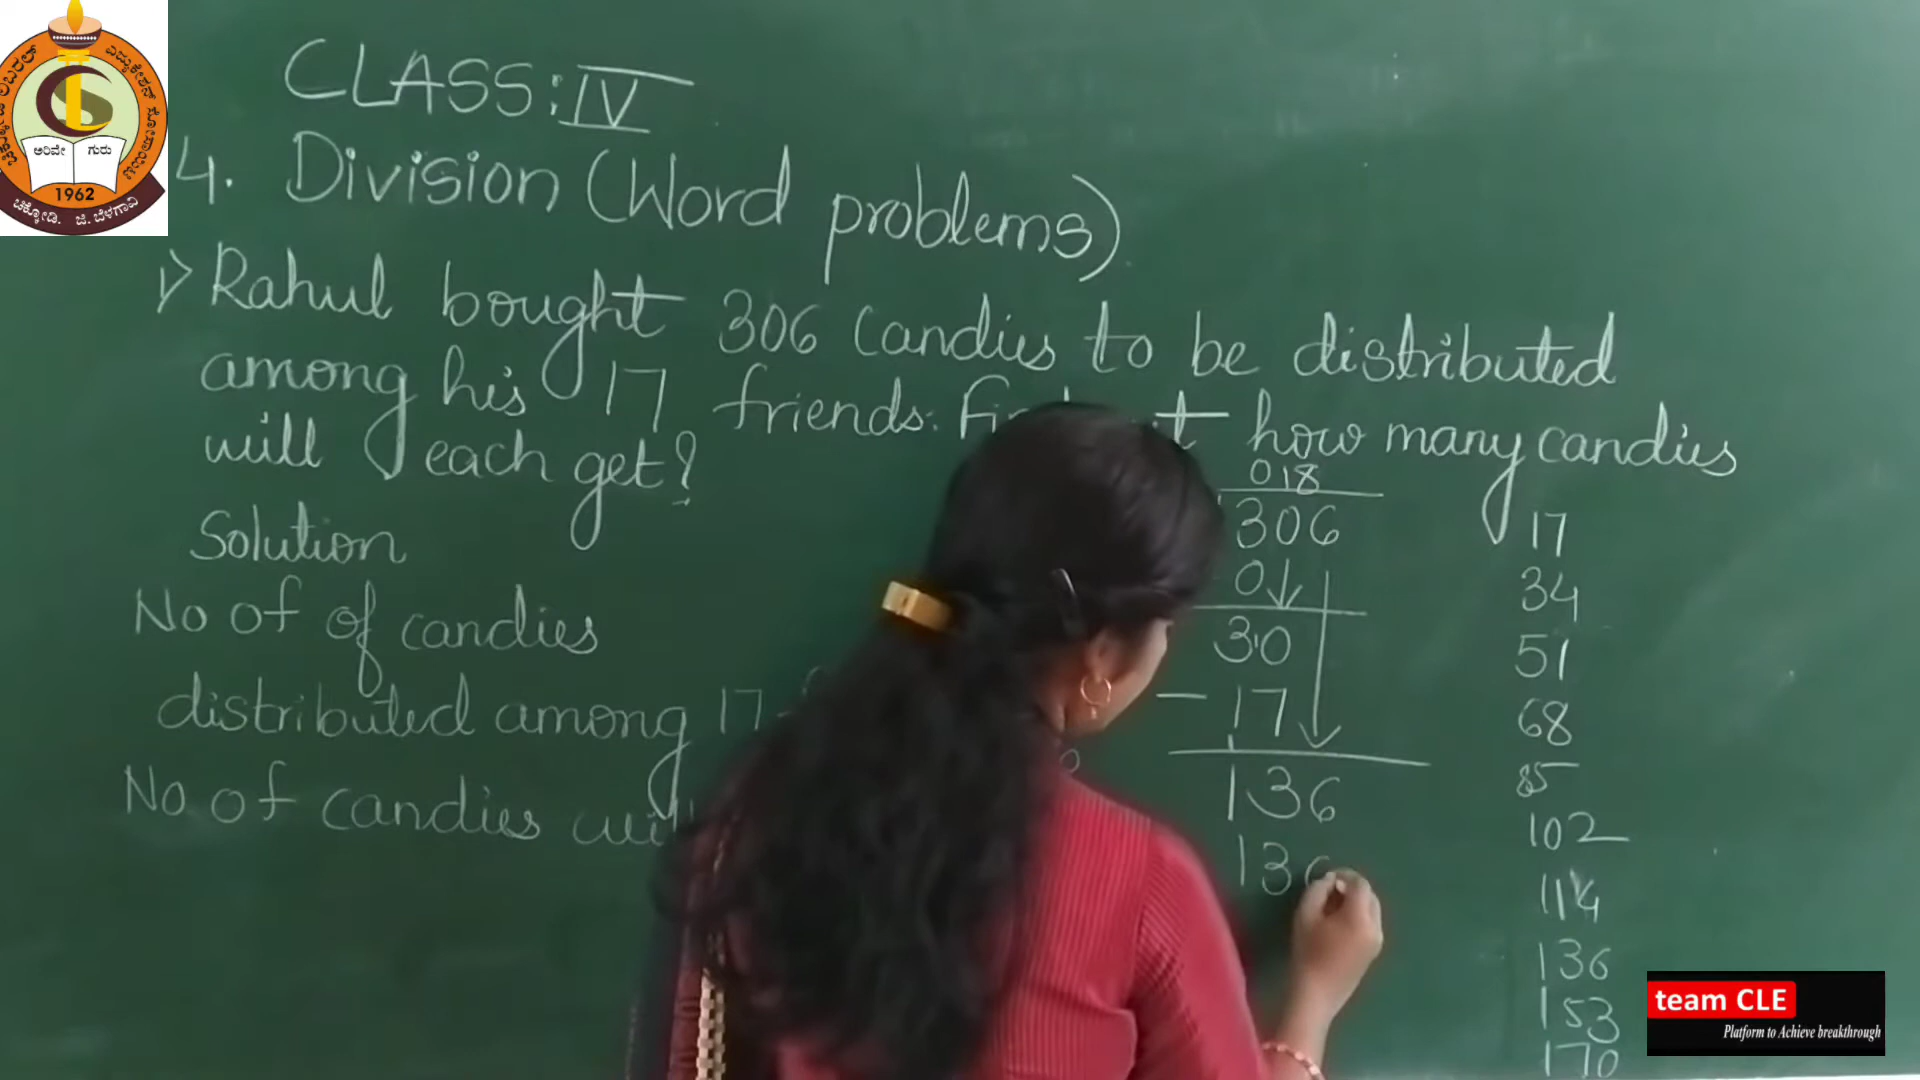 ಅರಿವೇ ಗುರು
1962
ಚಿಕ್ಕೋಡಿ. ಜಿ. ಬೆಳಗಾವಿ
CLASS: IV
4. Division (Word problems)
1> Rahul bought 306 candies to be distributed
among his 17 friends. how many candies
will each get?
Solution
No of of candies
distributed among 17
No of candies
018
306
0
30
- 17
136
136
17
34
51
68
85
102
114
136
153
170
team CLE
Platform to Achieve breakthrough